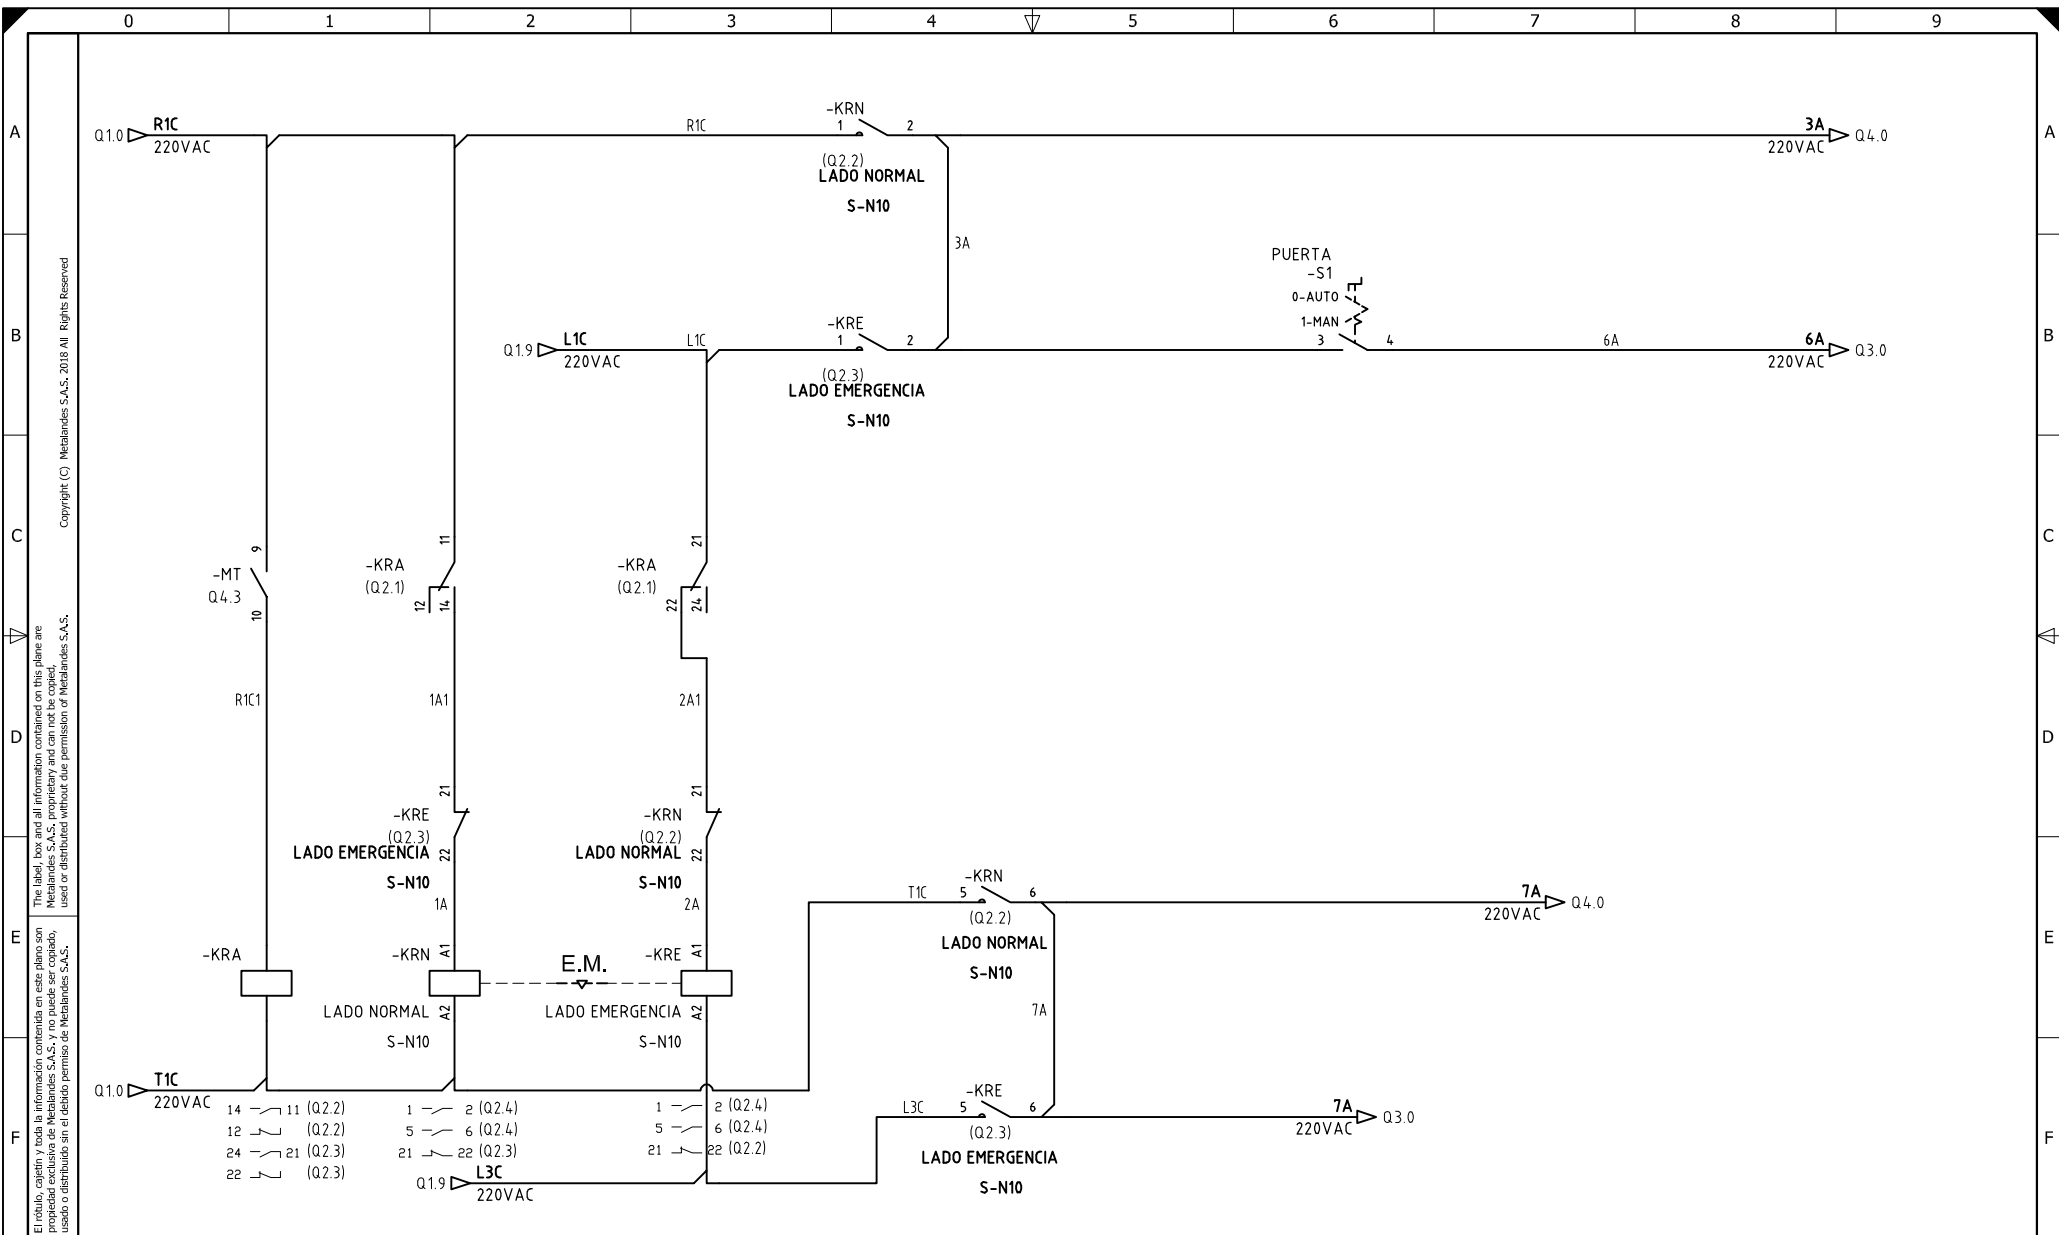 0 1 2 3 4 5 6 7 8 9
A
B
C
D
E
F
A
B
C
D
E
F
Copyright (C) Metalandes S.A.S. 2018 All Rights Reserved
The label, box and all information contained on this plane are
Metalandes S.A.S. proprietary and can not be copied,
used or distributed without due permission of Metalandes S.A.S.
El rótulo, cajetín y toda la información contenida en este plano son
propiedad exclusiva de Metalandes S.A.S. y no puede ser copiado,
usado o distribuido sin el debido permiso de Metalandes S.A.S.
Q1.0 R1C
220VAC
R1C
-KRN
1 2
(Q2.2)
LADO NORMAL
S-N10
3A
220VAC
Q4.0
3A
PUERTA
-S1
0-AUTO
1-MAN
3 4
6A
6A
220VAC
Q3.0
Q1.9 L1C
220VAC
L1C
-KRE
1 2
(Q2.3)
LADO EMERGENCIA
S-N10
9
-MT
Q4.3
10
11
-KRA
(Q2.1)
12 14
21
-KRA
(Q2.1)
22 24
R1C1
1A1
2A1
21
-KRE
(Q2.3)
LADO EMERGENCIA
22
S-N10
1A
21
-KRN
(Q2.2)
LADO NORMAL
22
S-N10
2A
-KRA
-KRN A1
LADO NORMAL A2
S-N10
E.M.
-KRE A1
LADO EMERGENCIA A2
S-N10
T1C
-KRN
5 6
(Q2.2)
LADO NORMAL
S-N10
7A
220VAC
Q4.0
7A
Q1.0 T1C
220VAC
14 11 (Q2.2)
12 (Q2.2)
24 21 (Q2.3)
22 (Q2.3)
1 2 (Q2.4)
5 6 (Q2.4)
21 22 (Q2.3)
1 2 (Q2.4)
5 6 (Q2.4)
21 22 (Q2.2)
Q1.9 L3C
220VAC
L3C
-KRE
5 6
(Q2.3)
LADO EMERGENCIA
S-N10
7A
220VAC
Q3.0